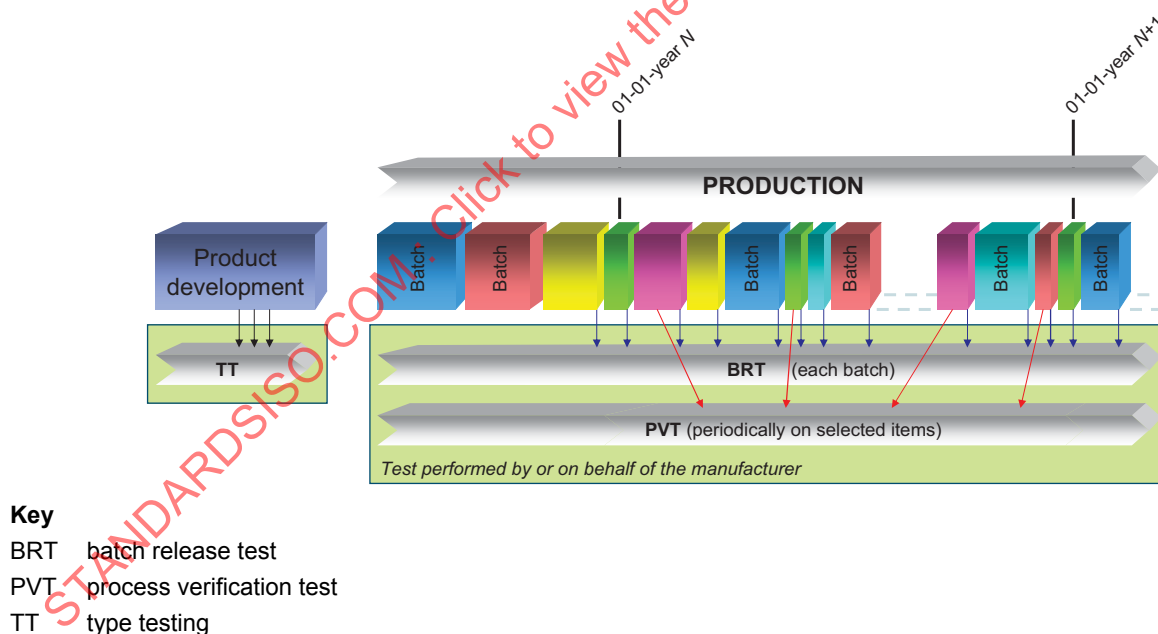 01-01-year N
01-01-year N+1
PRODUCTION
Product
development
Batch
Batch
Batch
Batch
Batch
Batch
TT
BRT (each batch)
PVT (periodically on selected items)
Test performed by or on behalf of the manufacturer
Key
BRT batch release test
PVT process verification test
TT type testing
STANDARDSISO.COM : Click to view the